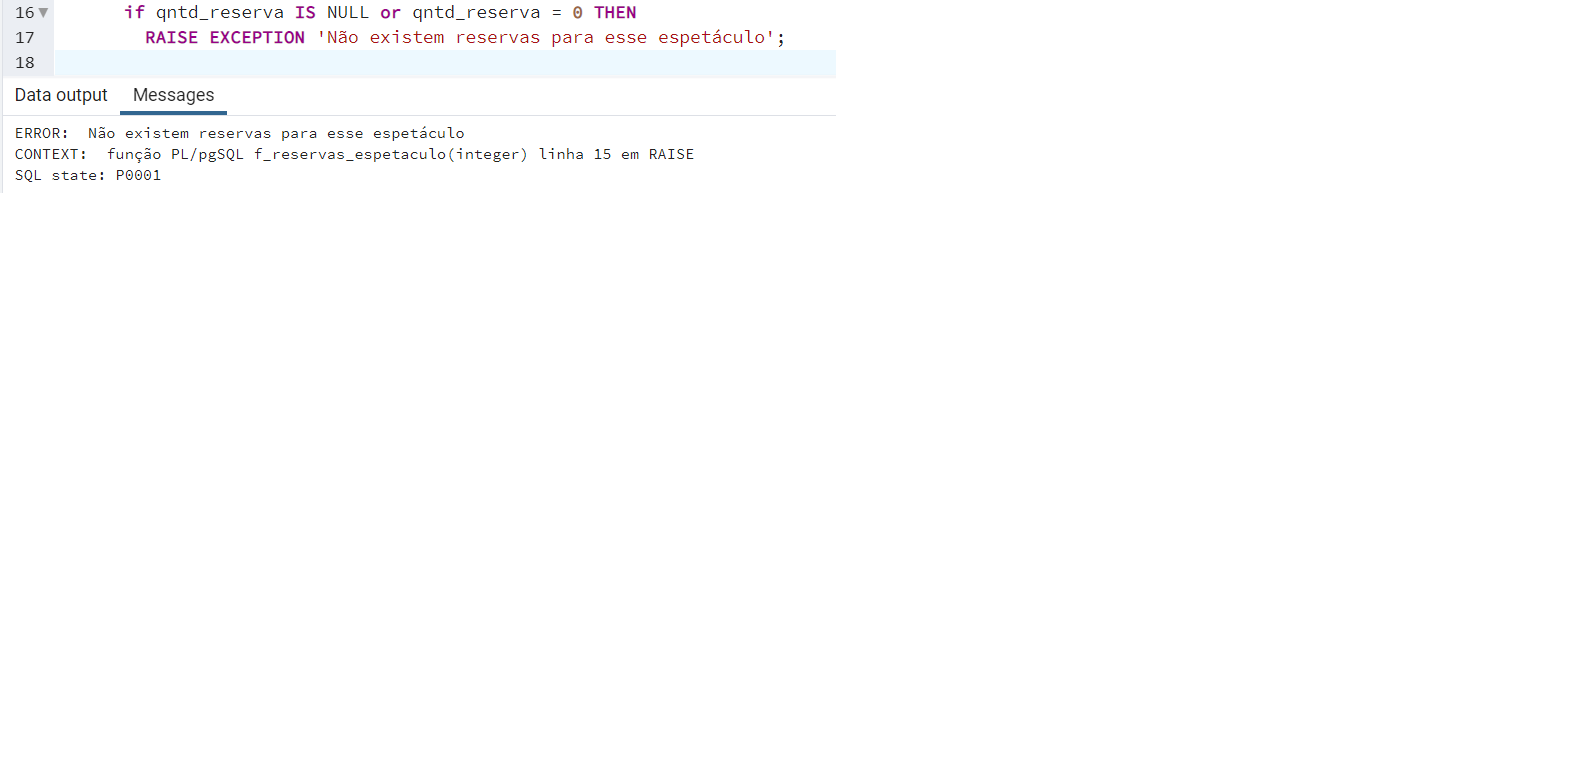 16 if qntd_reserva IS NULL or qntd_reserva = 0 THEN
17 RAISE EXCEPTION 'Não existem reservas para esse espetáculo';
18
Data output Messages
ERROR: Não existem reservas para esse espetáculo
CONTEXT: função PL/pgSQL f_reservas_espetaculo(integer) linha 15 em RAISE
SQL state: P0001